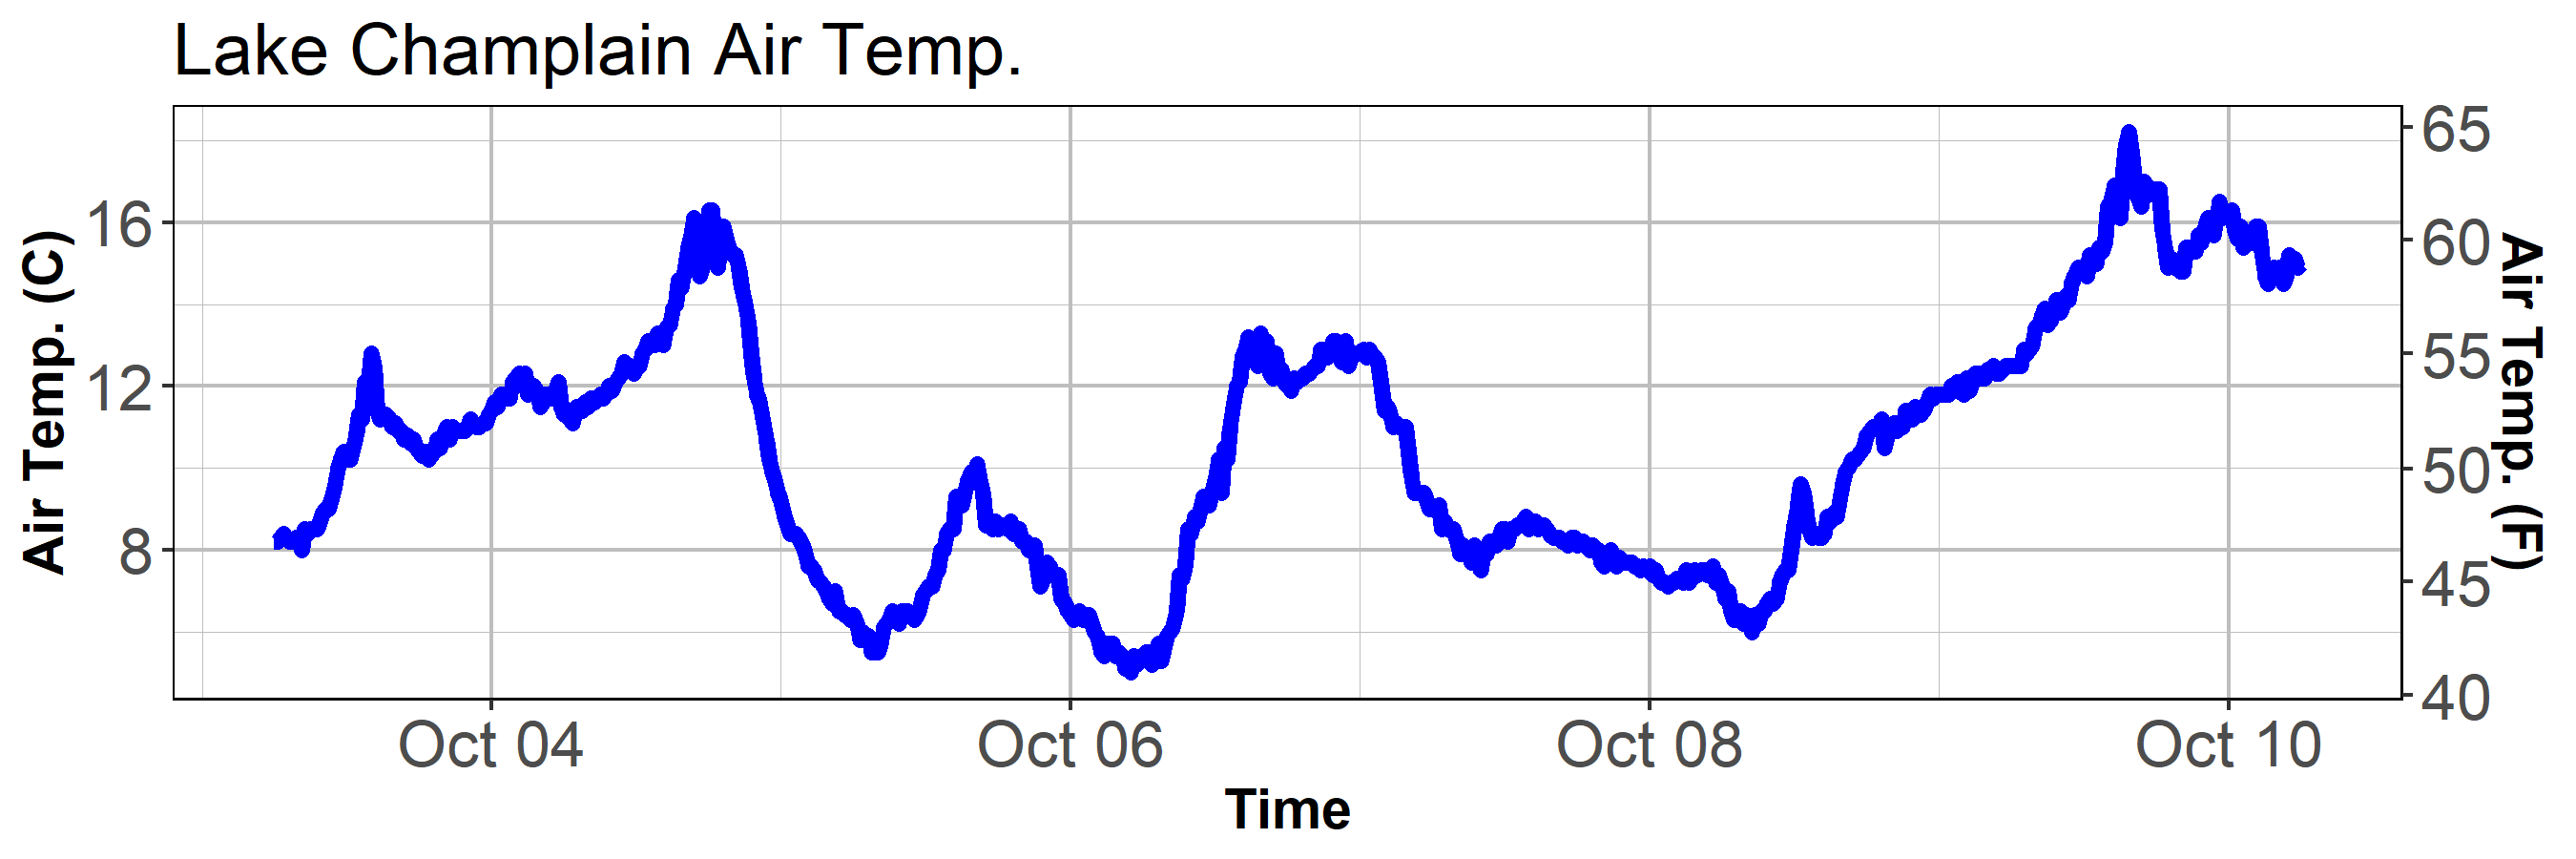 Lake Champlain Air Temp.
Air Temp. (C)
16
12
8
65
60
55
50
45
40
Air Temp. (F)
Oct 04
Oct 06
Oct 08
Oct 10
Time